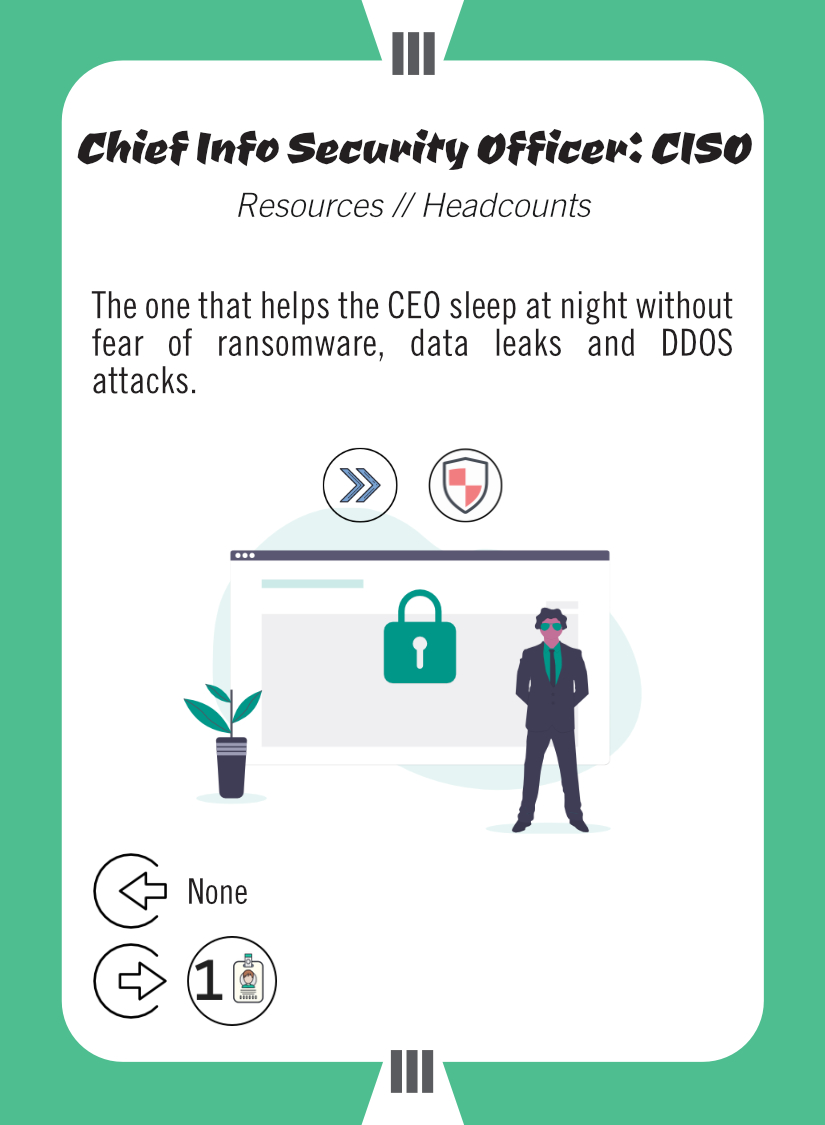 III
Chief Info Security Officer: CISO
Resources // Headcounts
The one that helps the CEO sleep at night without
fear of ransomware, data leaks and DDOS
attacks.
None
1
III